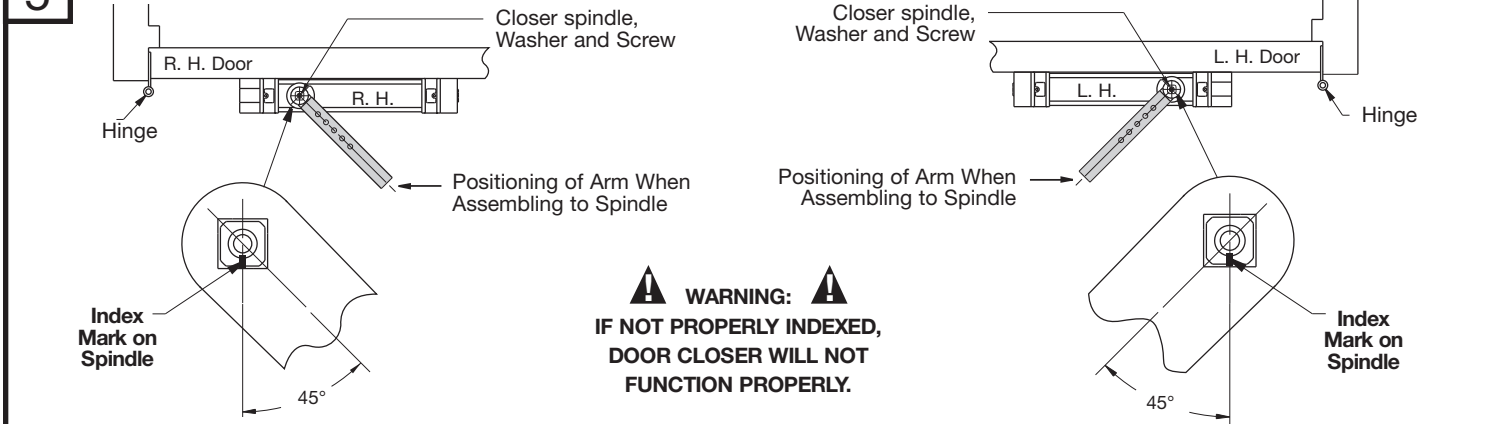 Closer spindle,
Washer and Screw
R. H. Door
R. H.
Hinge
Positioning of Arm When
Assembling to Spindle
Index
Mark on
Spindle
45°
WARNING:
IF NOT PROPERLY INDEXED,
DOOR CLOSER WILL NOT
FUNCTION PROPERLY.
Closer spindle,
Washer and Screw
L. H. Door
L. H.
Hinge
Positioning of Arm When
Assembling to Spindle
Index
Mark on
Spindle
45°